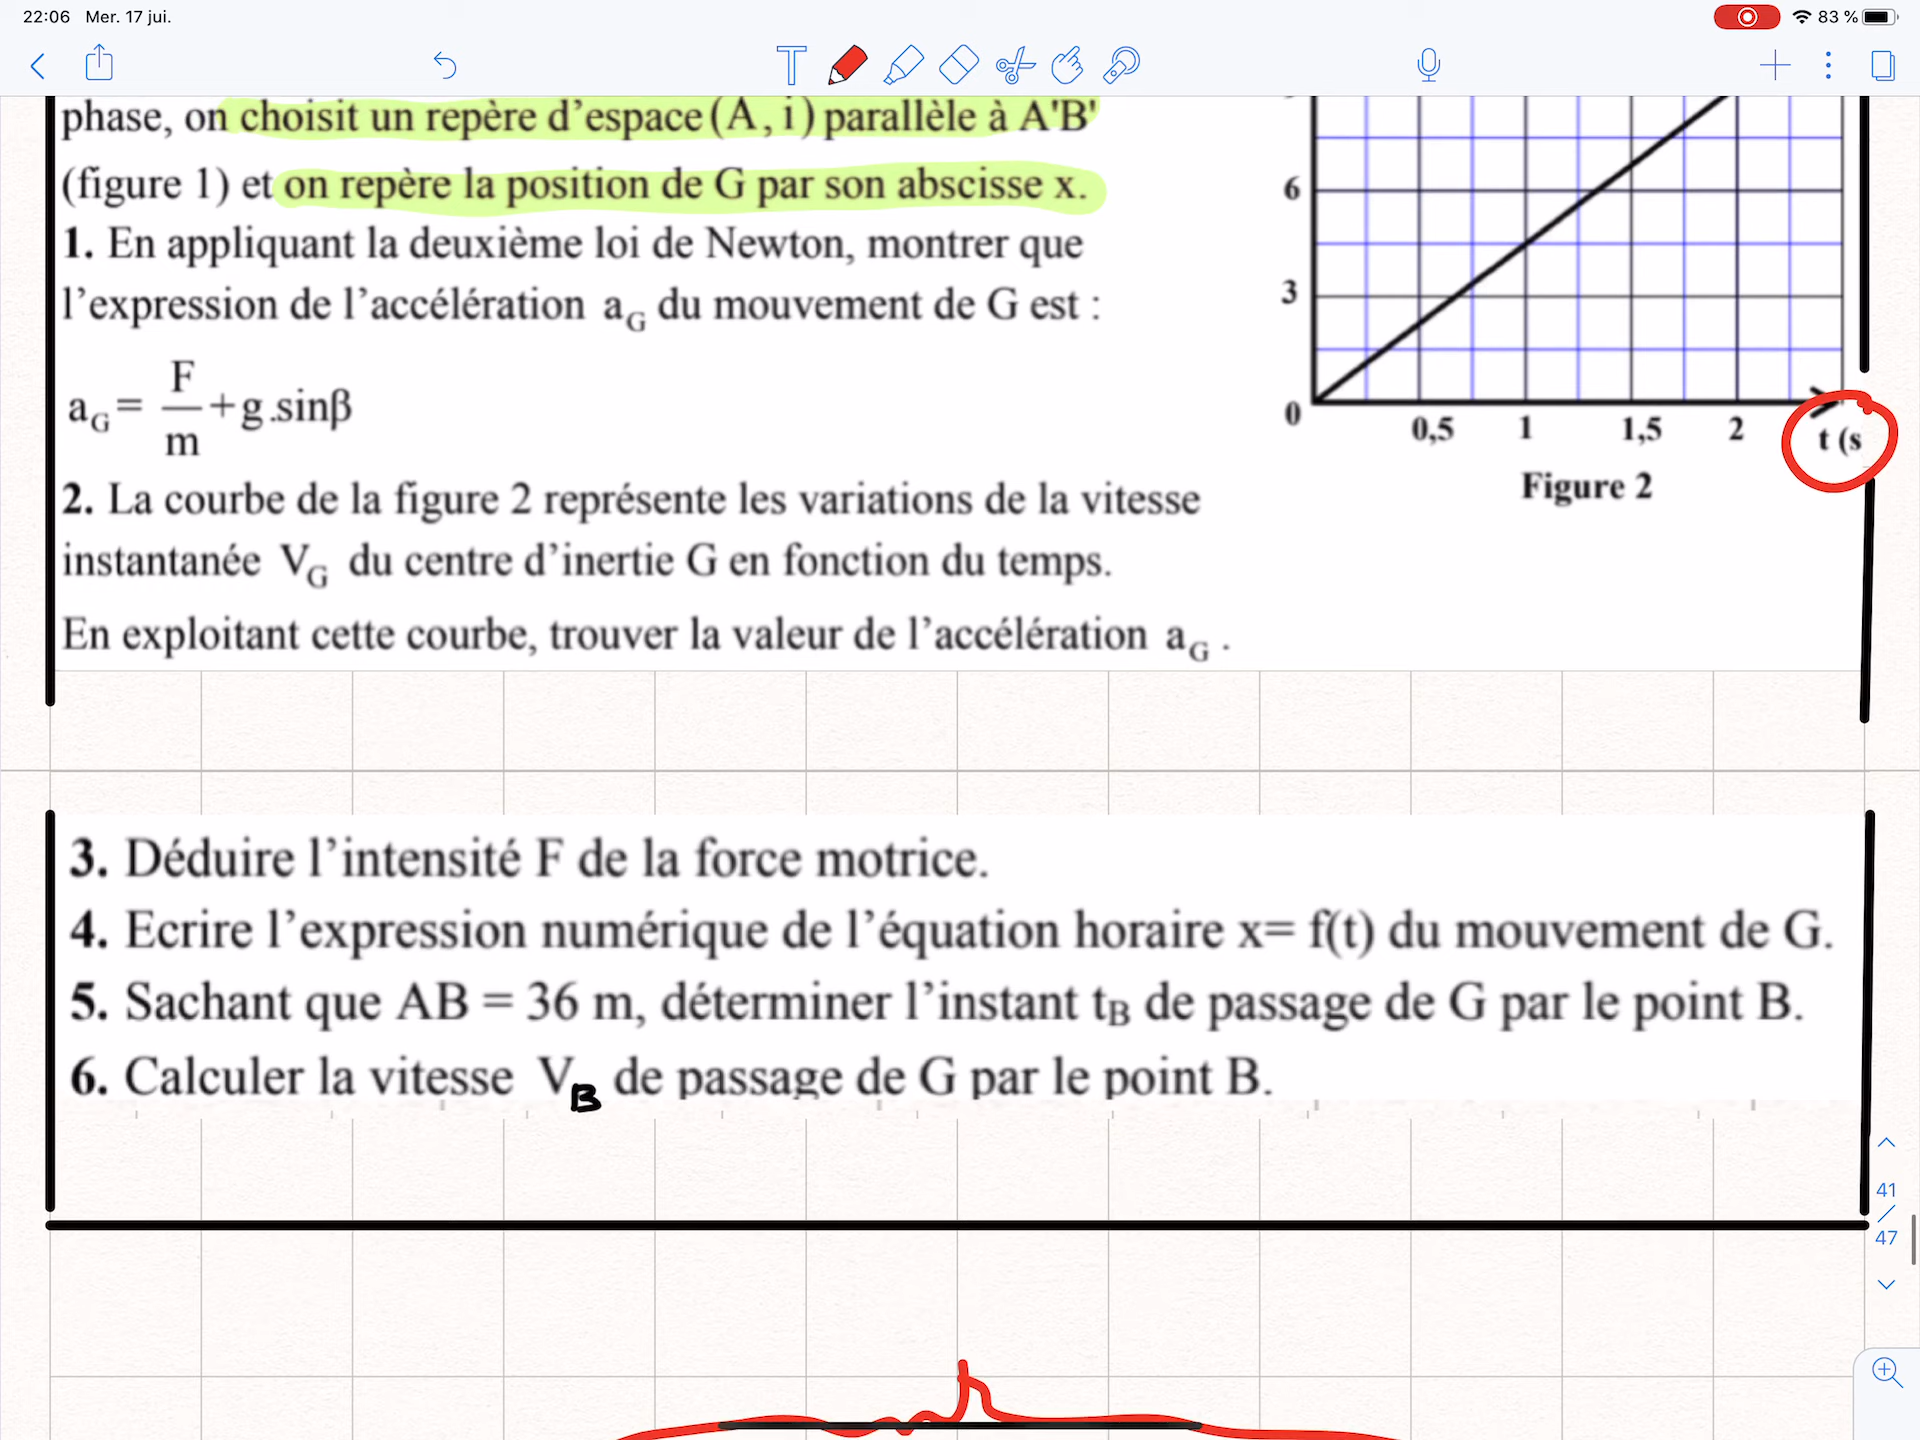 22:06 Mer. 17 jui.
83 %
phase, on choisit un repère d'espace (A, i) parallèle à A'B'
(figure 1) et on repère la position de G par son abscisse x.
1. En appliquant la deuxième loi de Newton, montrer que
l'expression de l'accélération a_G du mouvement de G est :
a_G = F/m + g.sinβ
2. La courbe de la figure 2 représente les variations de la vitesse
instantanée V_G du centre d'inertie G en fonction du temps.
En exploitant cette courbe, trouver la valeur de l'accélération a_G .
6
3
0
0,5 1 1,5 2 t (s
Figure 2
3. Déduire l'intensité F de la force motrice.
4. Ecrire l'expression numérique de l'équation horaire x= f(t) du mouvement de G.
5. Sachant que AB = 36 m, déterminer l'instant t_B de passage de G par le point B.
6. Calculer la vitesse V_B de passage de G par le point B.
41
/
47